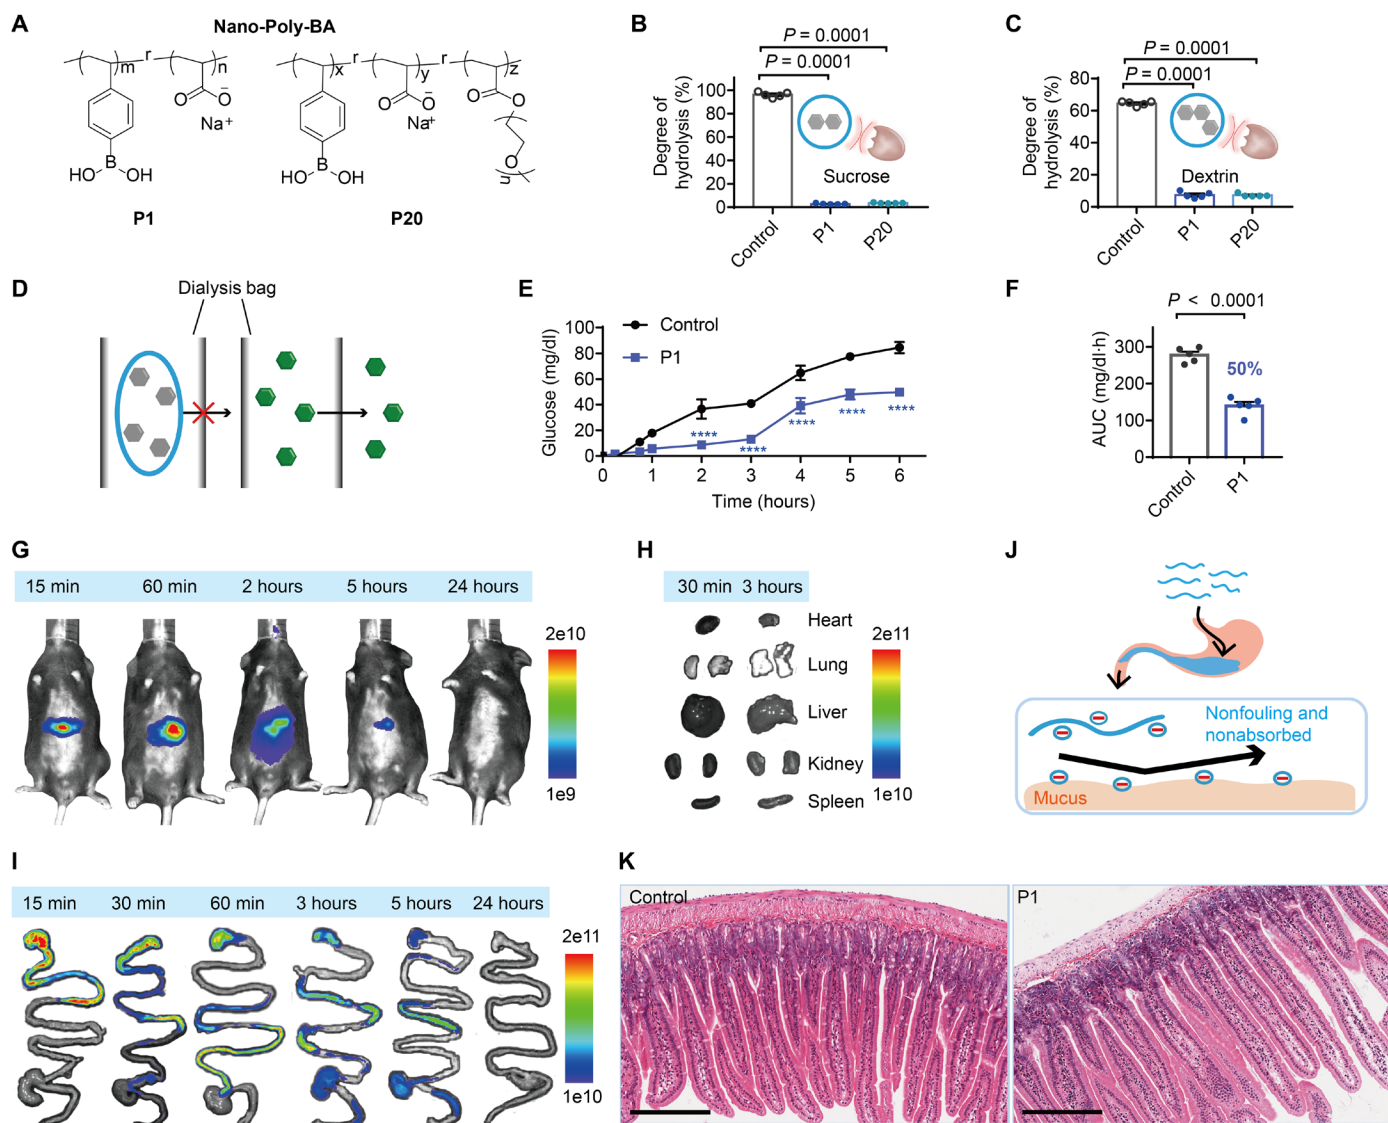 A
Nano-Poly-BA
m
r
n
O
O
−
Na+
B
HO
OH
P1
x
r
y
r
z
O
O
−
Na+
O
O
O
n
B
HO
OH
P20
B
P = 0.0001
P = 0.0001
Degree of
hydrolysis (%)
100
80
60
40
20
0
Sucrose
Control
P1
P20
C
P = 0.0001
P = 0.0001
Degree of
hydrolysis (%)
80
60
40
20
0
Dextrin
Control
P1
P20
D
Dialysis bag
E
Glucose (mg/dl)
100
80
60
40
20
0
Control
P1
****
****
****
****
****
0 1 2 3 4 5 6
Time (hours)
F
P < 0.0001
AUC (mg/dl·h)
300
200
100
0
50%
Control
P1
G
15 min 60 min 2 hours 5 hours 24 hours
2e10
1e9
H
30 min 3 hours
Heart
Lung
Liver
Kidney
Spleen
2e11
1e10
J
Nonfouling and
nonabsorbed
Mucus
I
15 min 30 min 60 min 3 hours 5 hours 24 hours
2e11
1e10
K
Control
P1